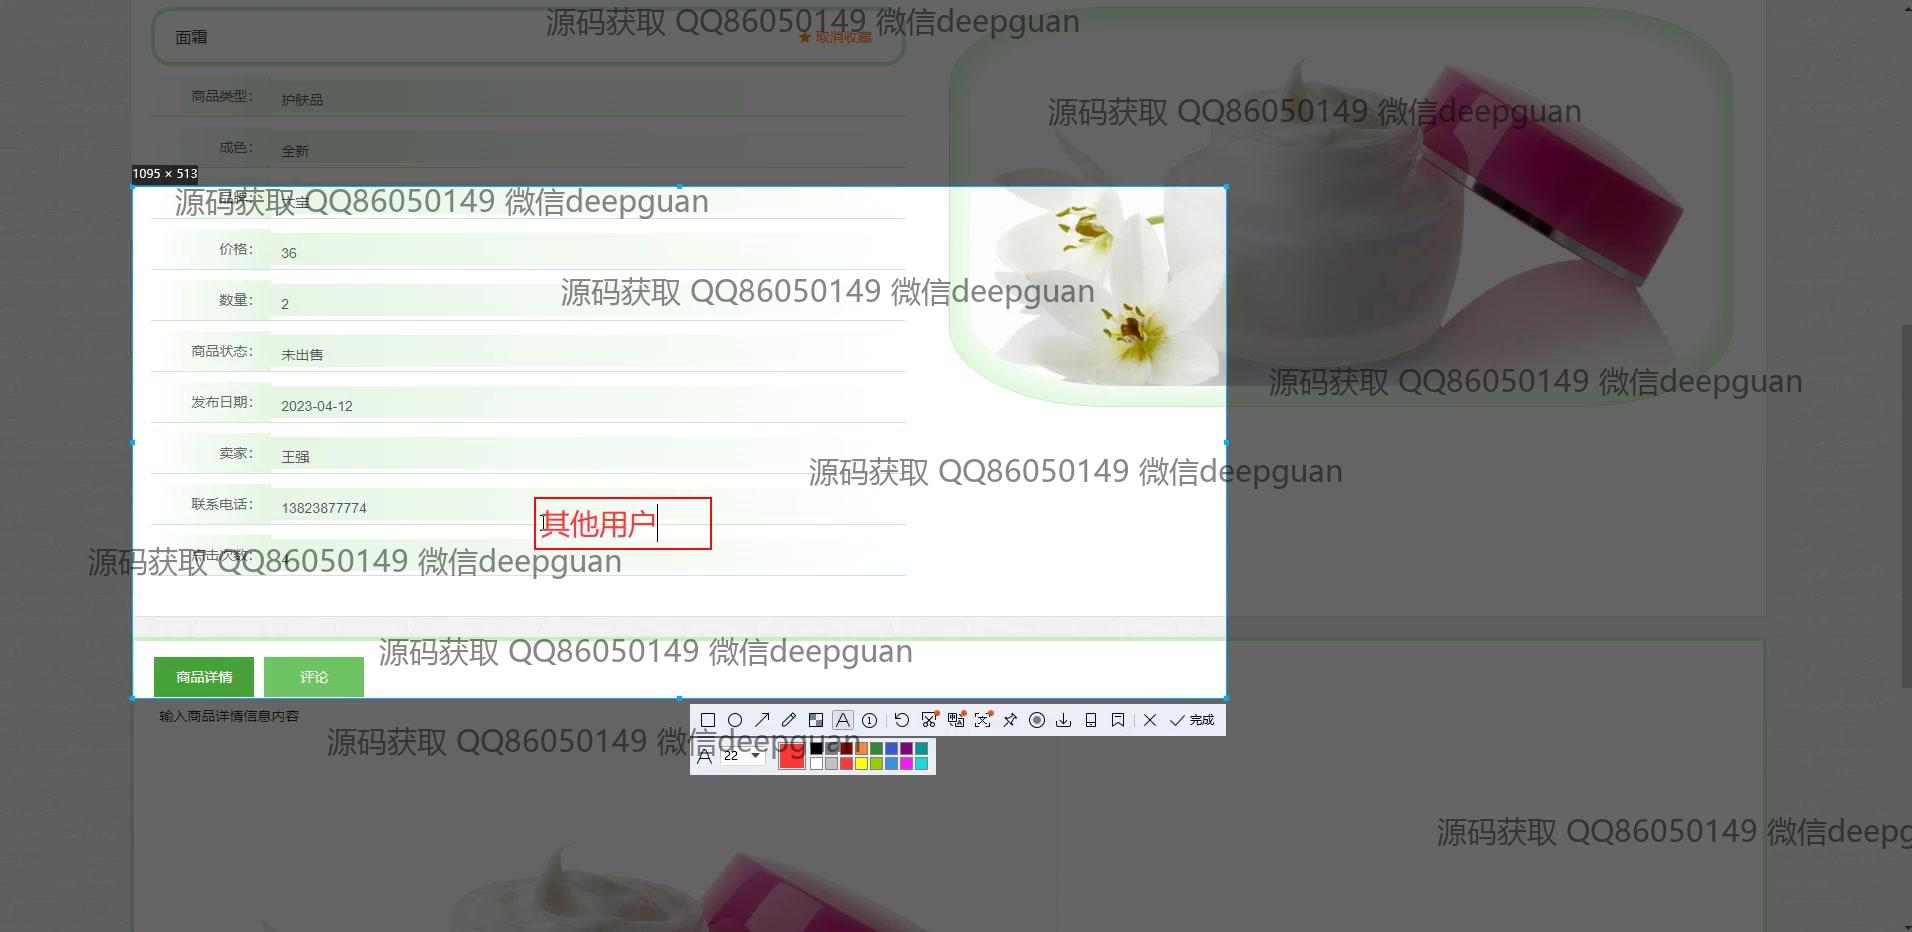 源码获取 QQ86050149 微信deepguan
面霜
★ 取消收藏
源码获取 QQ86050149 微信deepguan
商品类型： 护肤品
成色： 全新
1095 × 513
源码获取 QQ86050149 微信deepguan
品牌： 大宝
价格： 36
源码获取 QQ86050149 微信deepguan
数量： 2
商品状态： 未出售
源码获取 QQ86050149 微信deepguan
发布日期： 2023-04-12
卖家： 王强
源码获取 QQ86050149 微信deepguan
联系电话： 13823877774
其他用户
点击次数： 4
源码获取 QQ86050149 微信deepguan
源码获取 QQ86050149 微信deepguan
商品详情 评论
输入商品详情信息内容
完成
源码获取 QQ86050149 微信deepguan
22
源码获取 QQ86050149 微信deepg